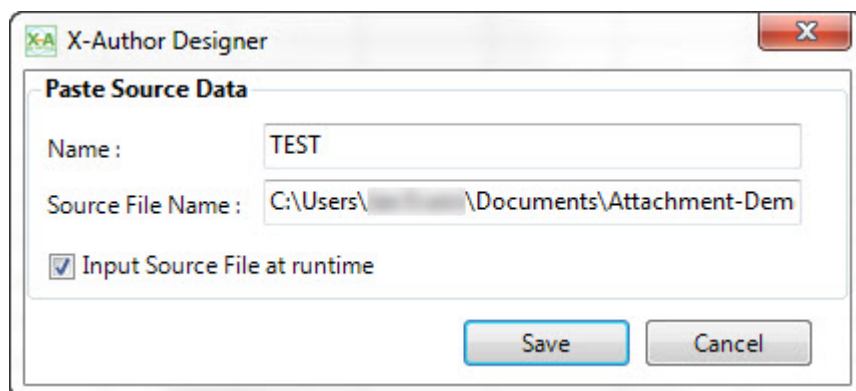 X-A X-Author Designer
Paste Source Data
Name : TEST
Source File Name : C:\Users\ \Documents\Attachment-Dem
Input Source File at runtime
Save Cancel